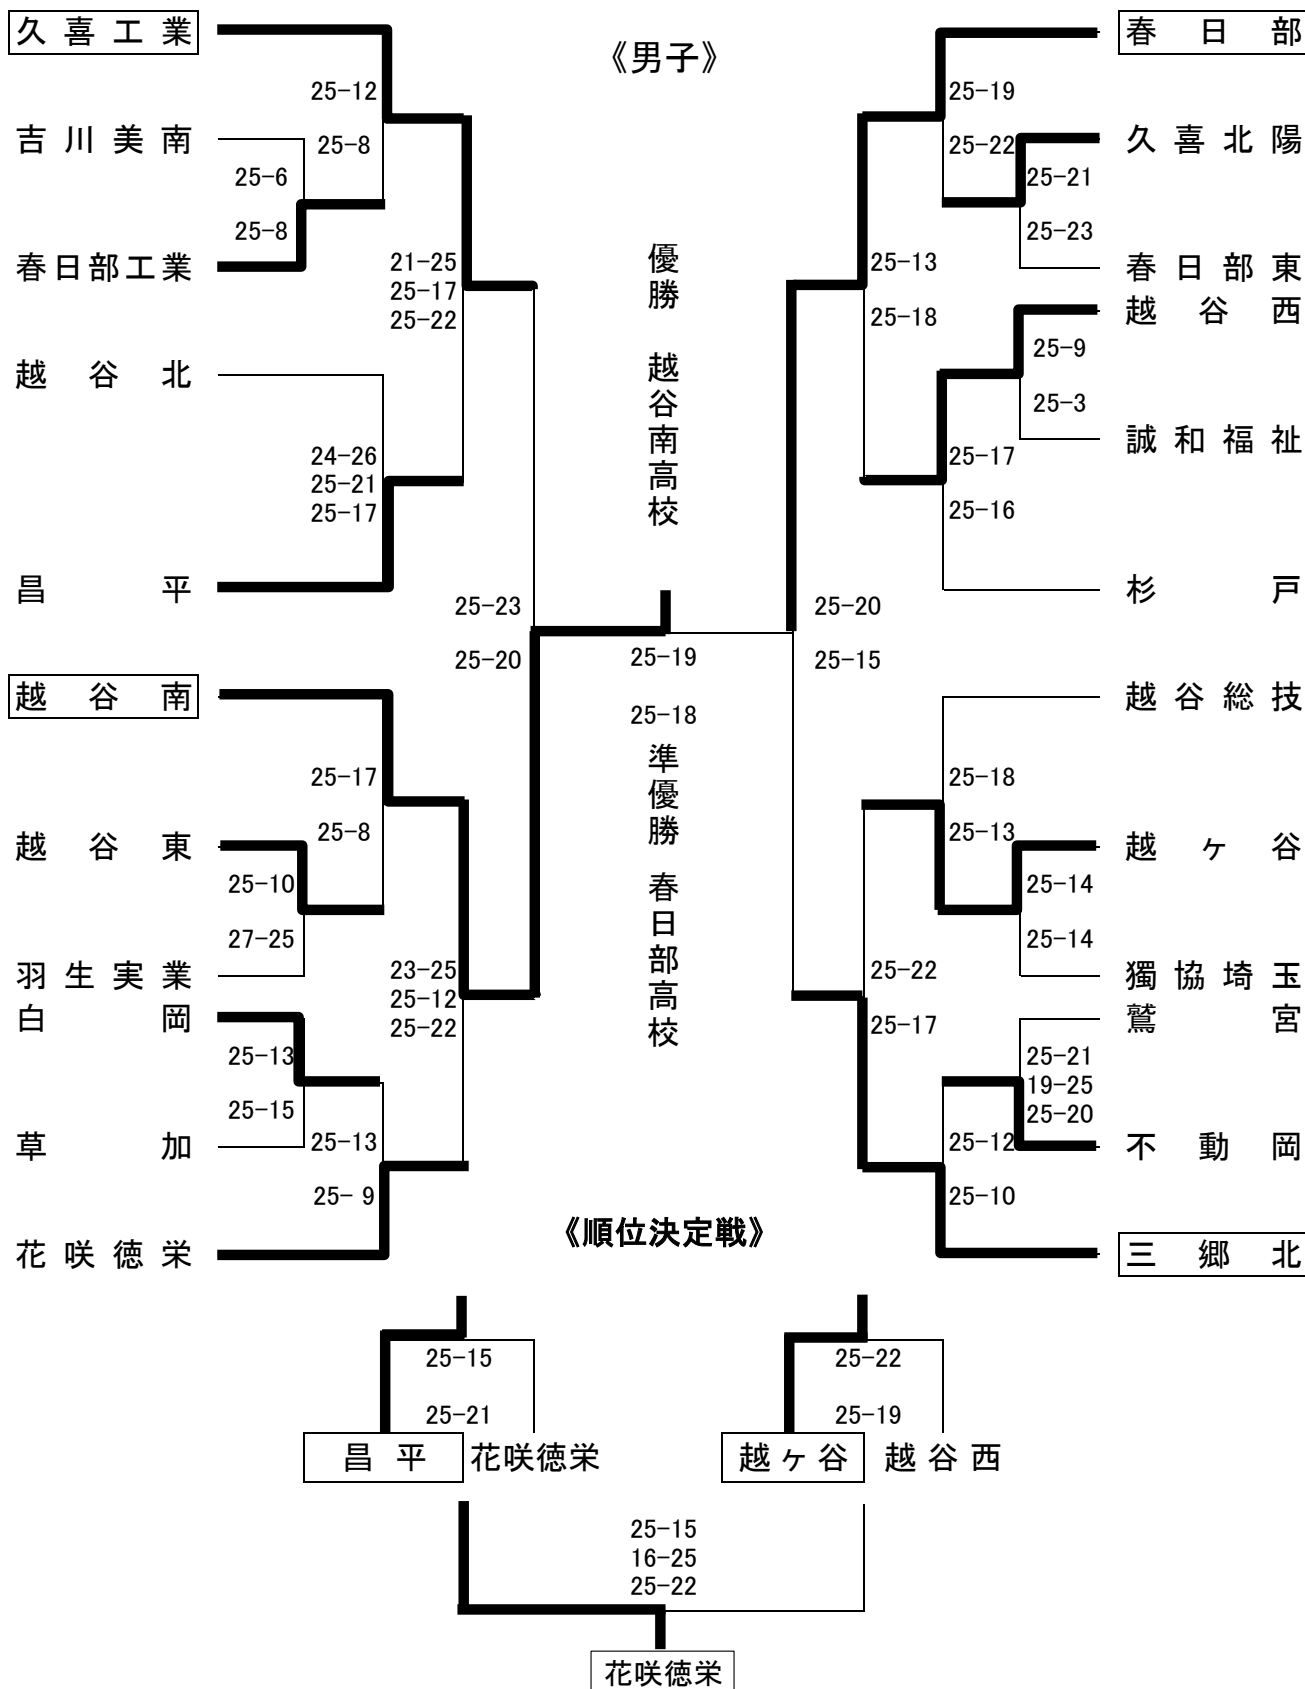 《男子》
久喜工業
25-12
25-8
吉川美南
25-6
25-8
春日部工業
21-25
25-17
25-22
越谷北
24-26
25-21
25-17
昌平
25-23
25-20
越谷南
25-17
25-8
越谷東
25-10
27-25
羽生実業
白岡
23-25
25-12
25-22
25-13
25-15
草加
25-13
25- 9
花咲徳栄
優勝 越谷南高校
25-19
25-18
準優勝 春日部高校
春日部
25-19
25-22
久喜北陽
25-21
25-23
春日部東
25-13
25-18
越谷西
25-9
25-3
誠和福祉
25-17
25-16
杉戸
25-20
25-15
越谷総技
25-18
25-13
越ヶ谷
25-14
25-14
獨協埼玉
鷲宮
25-22
25-17
25-21
19-25
25-20
不動岡
25-12
25-10
三郷北
《順位決定戦》
25-15
25-21
昌平 花咲徳栄
25-22
25-19
越ヶ谷 越谷西
25-15
16-25
25-22
花咲徳栄